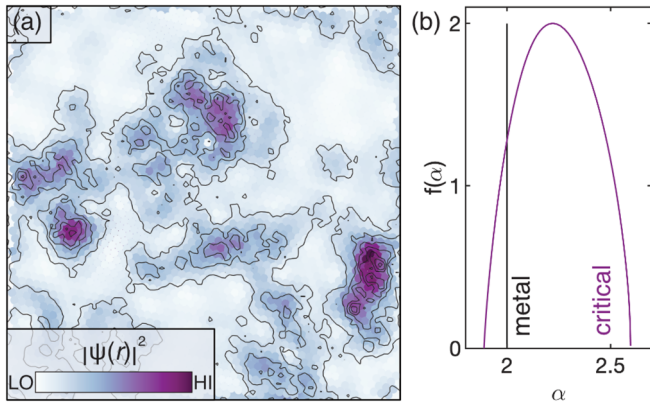 (a)
|ψ(r)|²
LO HI
(b)
f(α)
2
1
0
metal
critical
2 2.5
α